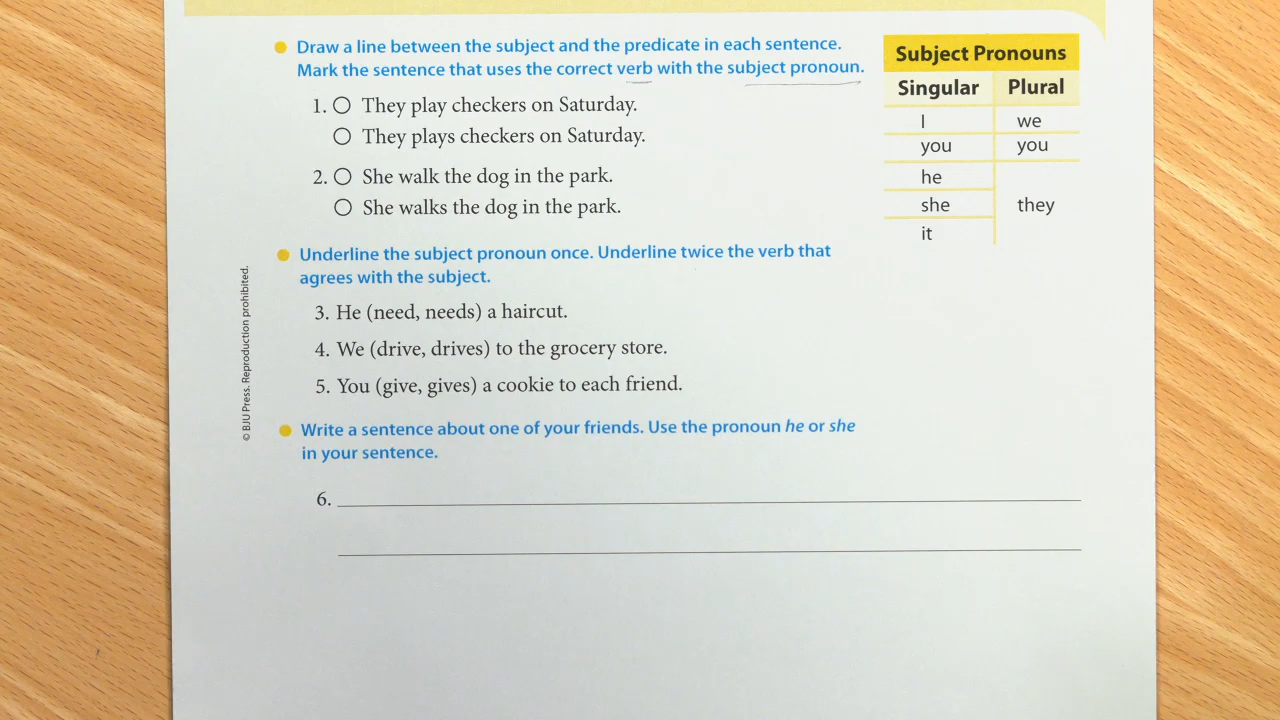 Draw a line between the subject and the predicate in each sentence.
Mark the sentence that uses the correct verb with the subject pronoun.
1. They play checkers on Saturday.
They plays checkers on Saturday.
2. She walk the dog in the park.
She walks the dog in the park.
Subject Pronouns
Singular Plural
I we
you you
he
she they
it
Underline the subject pronoun once. Underline twice the verb that
agrees with the subject.
3. He (need, needs) a haircut.
4. We (drive, drives) to the grocery store.
5. You (give, gives) a cookie to each friend.
Write a sentence about one of your friends. Use the pronoun he or she
in your sentence.
6.
© BJU Press. Reproduction prohibited.